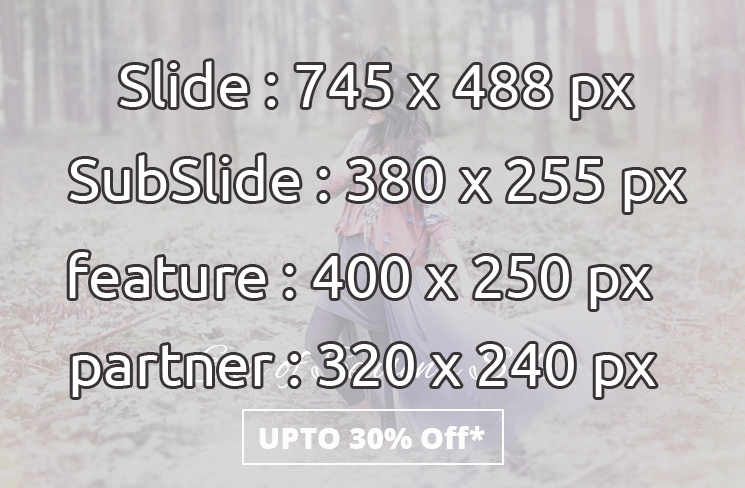 Slide : 745 x 488 px
SubSlide : 380 x 255 px
feature : 400 x 250 px
partner : 320 x 240 px
UPTO 30% Off*